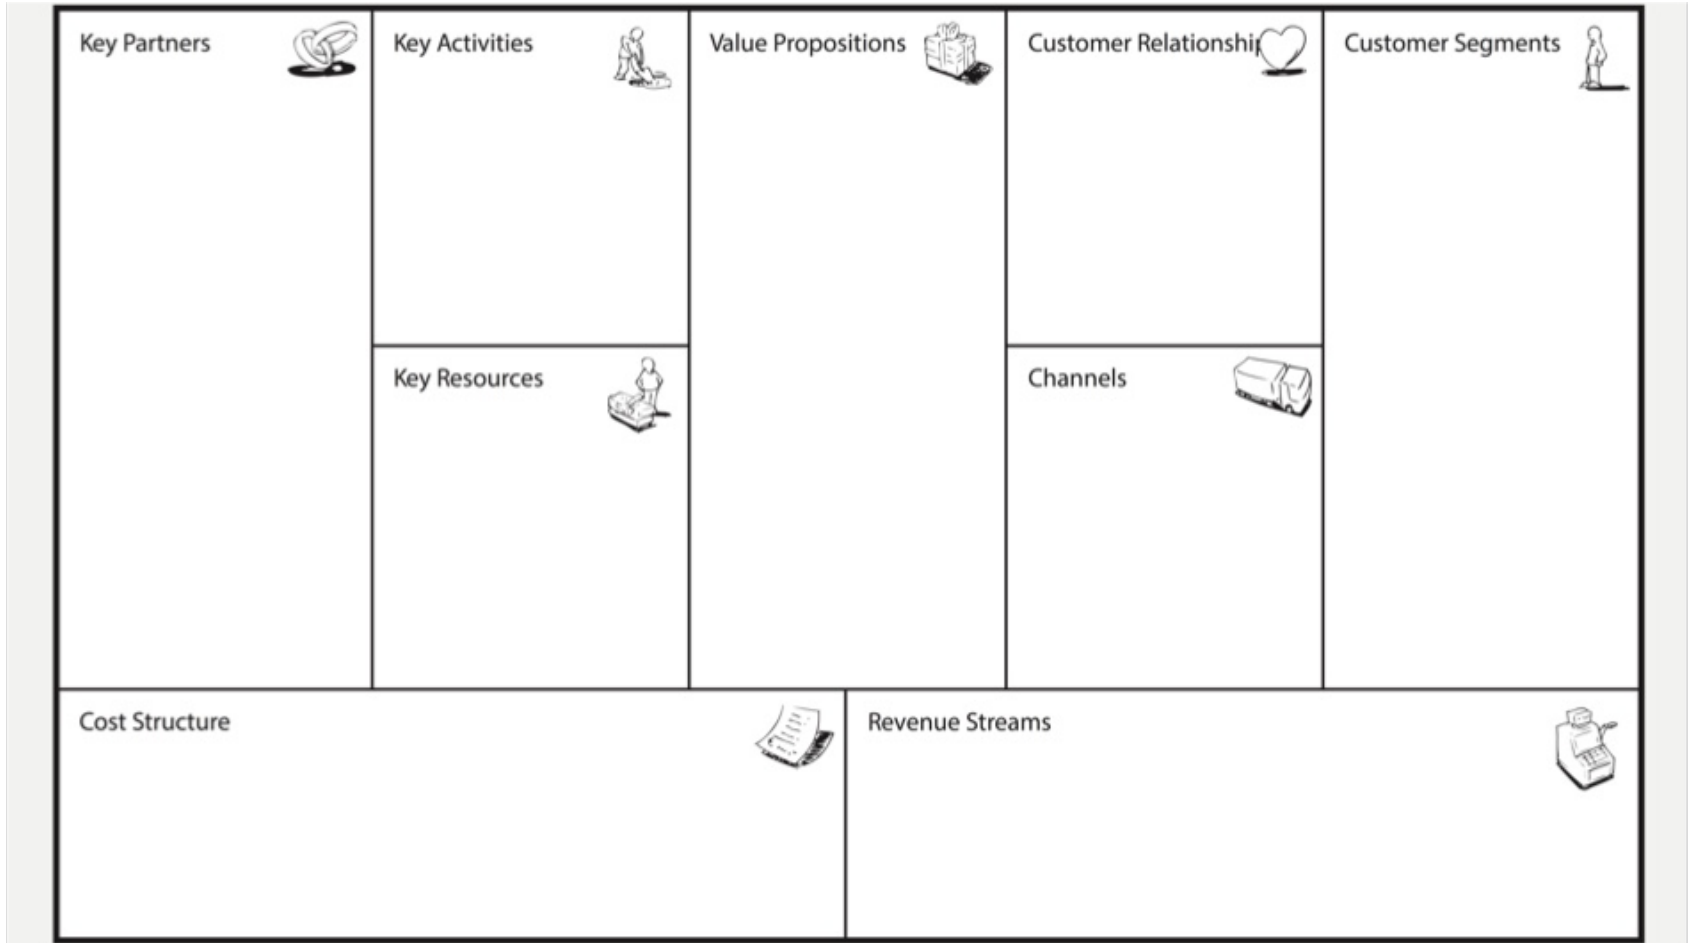 Key Partners
Key Activities
Value Propositions
Customer Relationship
Customer Segments
Key Resources
Channels
Cost Structure
Revenue Streams